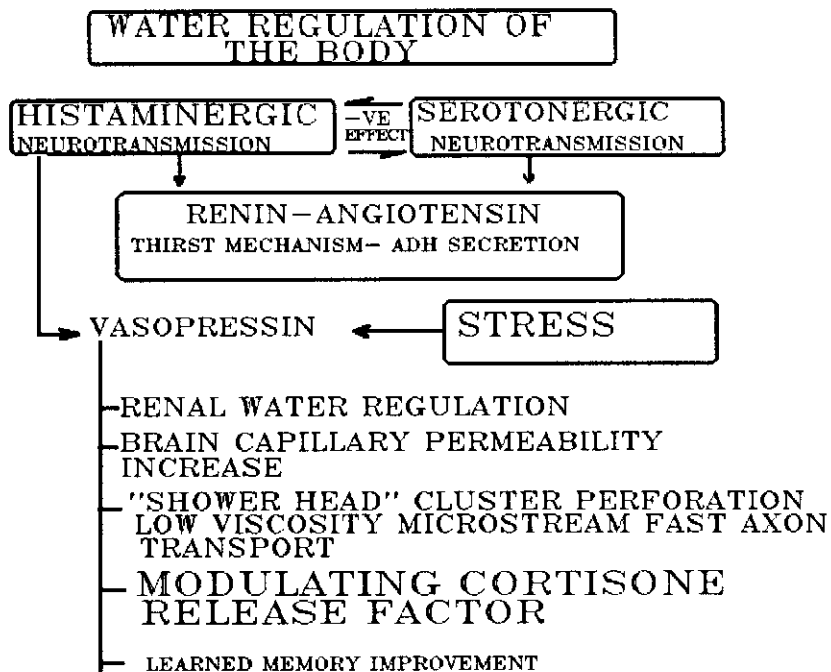 WATER REGULATION OF
THE BODY
HISTAMINERGIC
NEUROTRANSMISSION
-VE
EFFECT
SEROTONERGIC
NEUROTRANSMISSION
RENIN-ANGIOTENSIN
THIRST MECHANISM- ADH SECRETION
VASOPRESSIN
STRESS
RENAL WATER REGULATION
BRAIN CAPILLARY PERMEABILITY
INCREASE
"SHOWER HEAD" CLUSTER PERFORATION
LOW VISCOSITY MICROSTREAM FAST AXON
TRANSPORT
MODULATING CORTISONE
RELEASE FACTOR
LEARNED MEMORY IMPROVEMENT